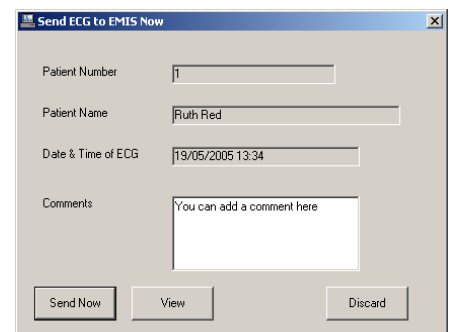 Send ECG to EMIS Now
Patient Number 1
Patient Name Ruth Red
Date & Time of ECG 19/05/2005 13:34
Comments You can add a comment here
Send Now View Discard